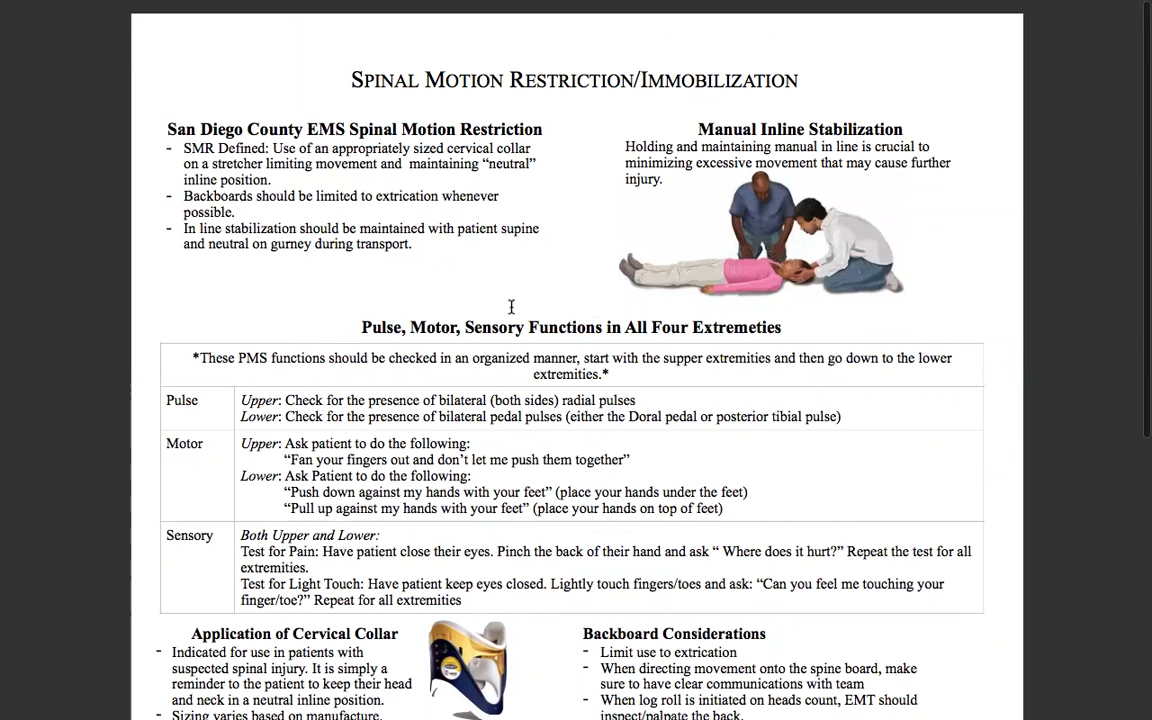 SPINAL MOTION RESTRICTION/IMMOBILIZATION
San Diego County EMS Spinal Motion Restriction
- SMR Defined: Use of an appropriately sized cervical collar
on a stretcher limiting movement and maintaining “neutral”
inline position.
- Backboards should be limited to extrication whenever
possible.
- In line stabilization should be maintained with patient supine
and neutral on gurney during transport.
Manual Inline Stabilization
Holding and maintaining manual in line is crucial to
minimizing excessive movement that may cause further
injury.
Pulse, Motor, Sensory Functions in All Four Extremeties
*These PMS functions should be checked in an organized manner, start with the supper extremities and then go down to the lower
extremities.*
Pulse
Upper: Check for the presence of bilateral (both sides) radial pulses
Lower: Check for the presence of bilateral pedal pulses (either the Doral pedal or posterior tibial pulse)
Motor
Upper: Ask patient to do the following:
“Fan your fingers out and don’t let me push them together”
Lower: Ask Patient to do the following:
“Push down against my hands with your feet” (place your hands under the feet)
“Pull up against my hands with your feet” (place your hands on top of feet)
Sensory
Both Upper and Lower:
Test for Pain: Have patient close their eyes. Pinch the back of their hand and ask “ Where does it hurt?” Repeat the test for all
extremities.
Test for Light Touch: Have patient keep eyes closed. Lightly touch fingers/toes and ask: “Can you feel me touching your
finger/toe?” Repeat for all extremities
Application of Cervical Collar
- Indicated for use in patients with
suspected spinal injury. It is simply a
reminder to the patient to keep their head
and neck in a neutral inline position.
- Sizing varies based on manufacture.
Backboard Considerations
- Limit use to extrication
- When directing movement onto the spine board, make
sure to have clear communications with team
- When log roll is initiated on heads count, EMT should
inspect/palpate the back.